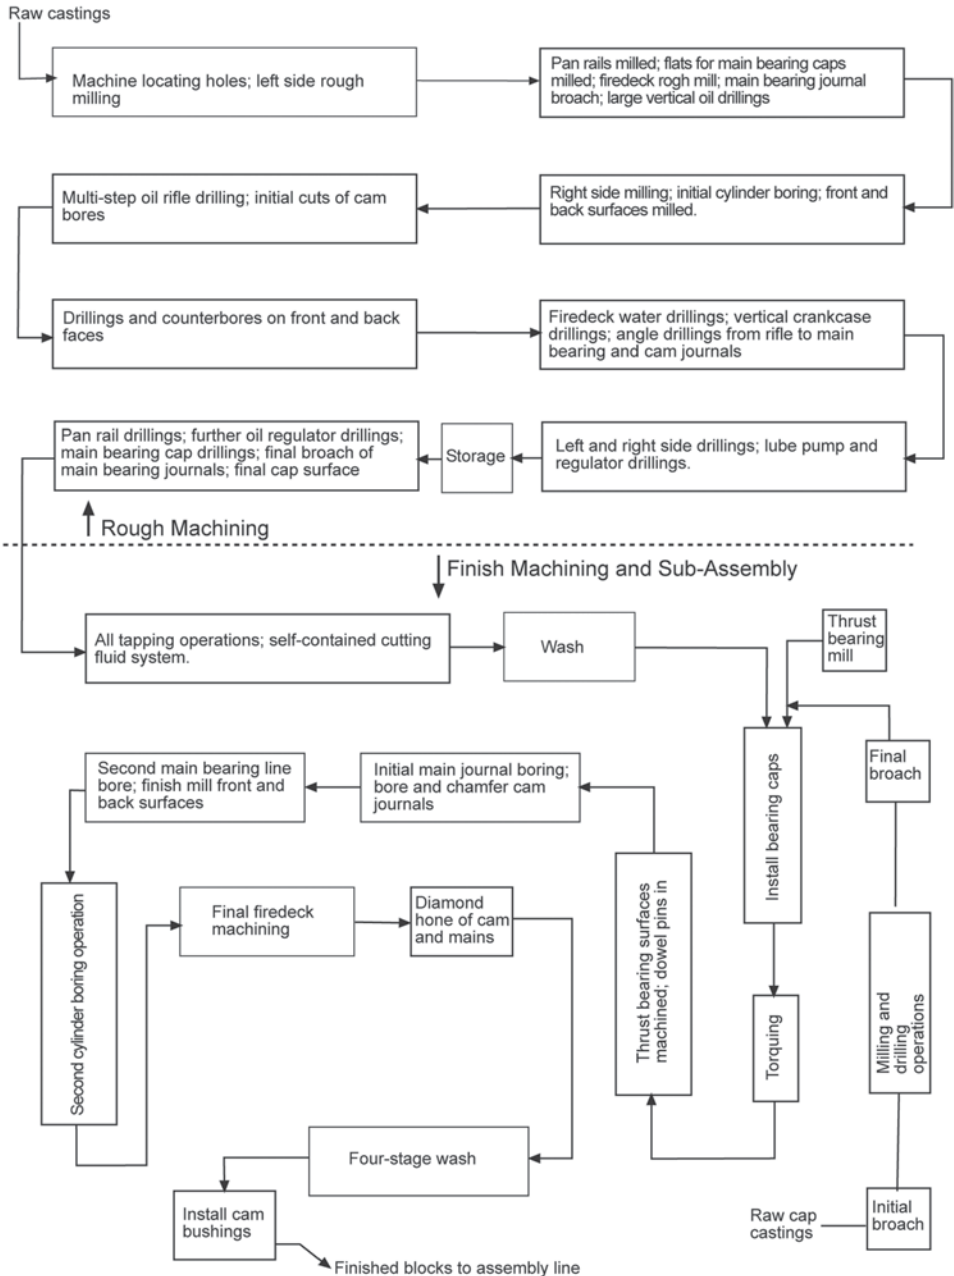 Raw castings
Machine locating holes; left side rough
milling
Pan rails milled; flats for main bearing caps
milled; firedeck rogh mill; main bearing journal
broach; large vertical oil drillings
Multi-step oil rifle drilling; initial cuts of cam
bores
Right side milling; initial cylinder boring; front and
back surfaces milled.
Drillings and counterbores on front and back
faces
Firedeck water drillings; vertical crankcase
drillings; angle drillings from rifle to main
bearing and cam journals
Pan rail drillings; further oil regulator drillings;
main bearing cap drillings; final broach of
main bearing journals; final cap surface
Storage
Left and right side drillings; lube pump and
regulator drillings.
Rough Machining
Finish Machining and Sub-Assembly
All tapping operations; self-contained cutting
fluid system.
Wash
Thrust
bearing
mill
Second main bearing line
bore; finish mill front and
back surfaces
Initial main journal boring;
bore and chamfer cam
journals
Install bearing caps
Final
broach
Second cylinder boring operation
Final firedeck
machining
Diamond
hone of cam
and mains
Thrust bearing surfaces
machined; dowel pins in
Torquing
Milling and
drilling
operations
Four-stage wash
Install cam
bushings
Raw cap
castings
Initial
broach
Finished blocks to assembly line